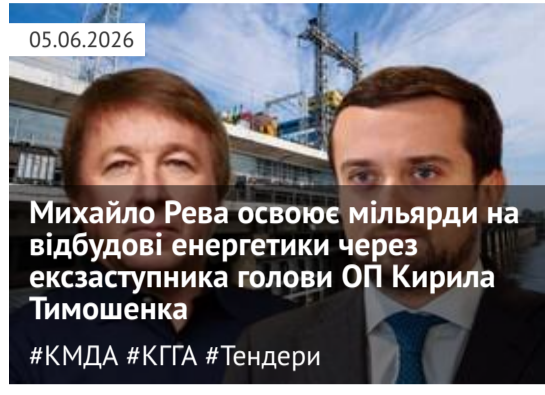 05.06.2026
Михайло Рева освоює мільярди на
відбудові енергетики через
ексзаступника голови ОП Кирила
Тимошенка
#КМДА #КГГА #Тендери